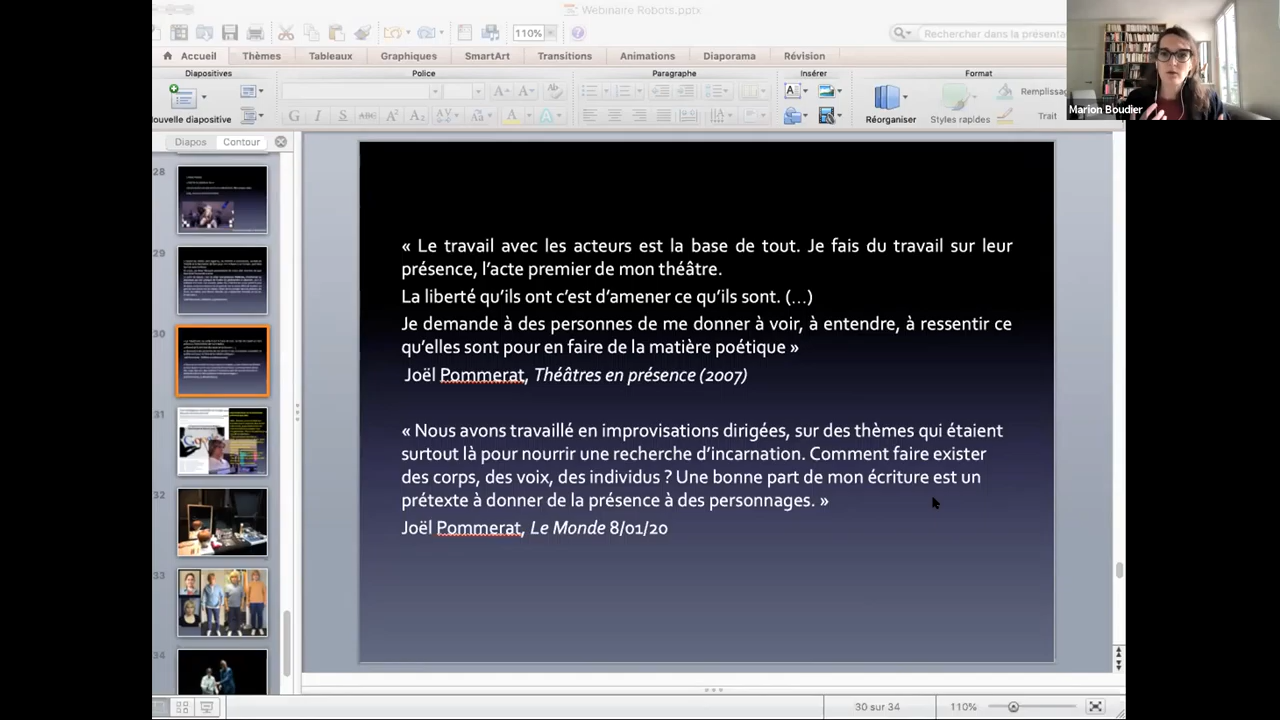 Webinaire Robots.pptx
110%
Rechercher dans la présenta
Accueil
Thèmes
Tableaux
Graphiques
SmartArt
Transitions
Animations
Diaporama
Révision
Diapositives
Police
Paragraphe
Insérer
Format
Nouvelle diapositive
G I S ABC
Réorganiser
Styles rapides
Remplissag
Trait
Marion Boudier
Diapos
Contour
28
29
30
31
32
33
34
« Le travail avec les acteurs est la base de tout. Je fais du travail sur leur
présence, l’acte premier de mon théâtre.
La liberté qu’ils ont c’est d’amener ce qu’ils sont. (…)
Je demande à des personnes de me donner à voir, à entendre, à ressentir ce
qu’elles sont pour en faire da la matière poétique »
Joël Pommerat, Théâtres en présence (2007)
« Nous avons travaillé en improvisations dirigées, sur des thèmes qui étaient
surtout là pour nourrir une recherche d’incarnation. Comment faire exister
des corps, des voix, des individus ? Une bonne part de mon écriture est un
prétexte à donner de la présence à des personnages. »
Joël Pommerat, Le Monde 8/01/20
30 sur 34
110%